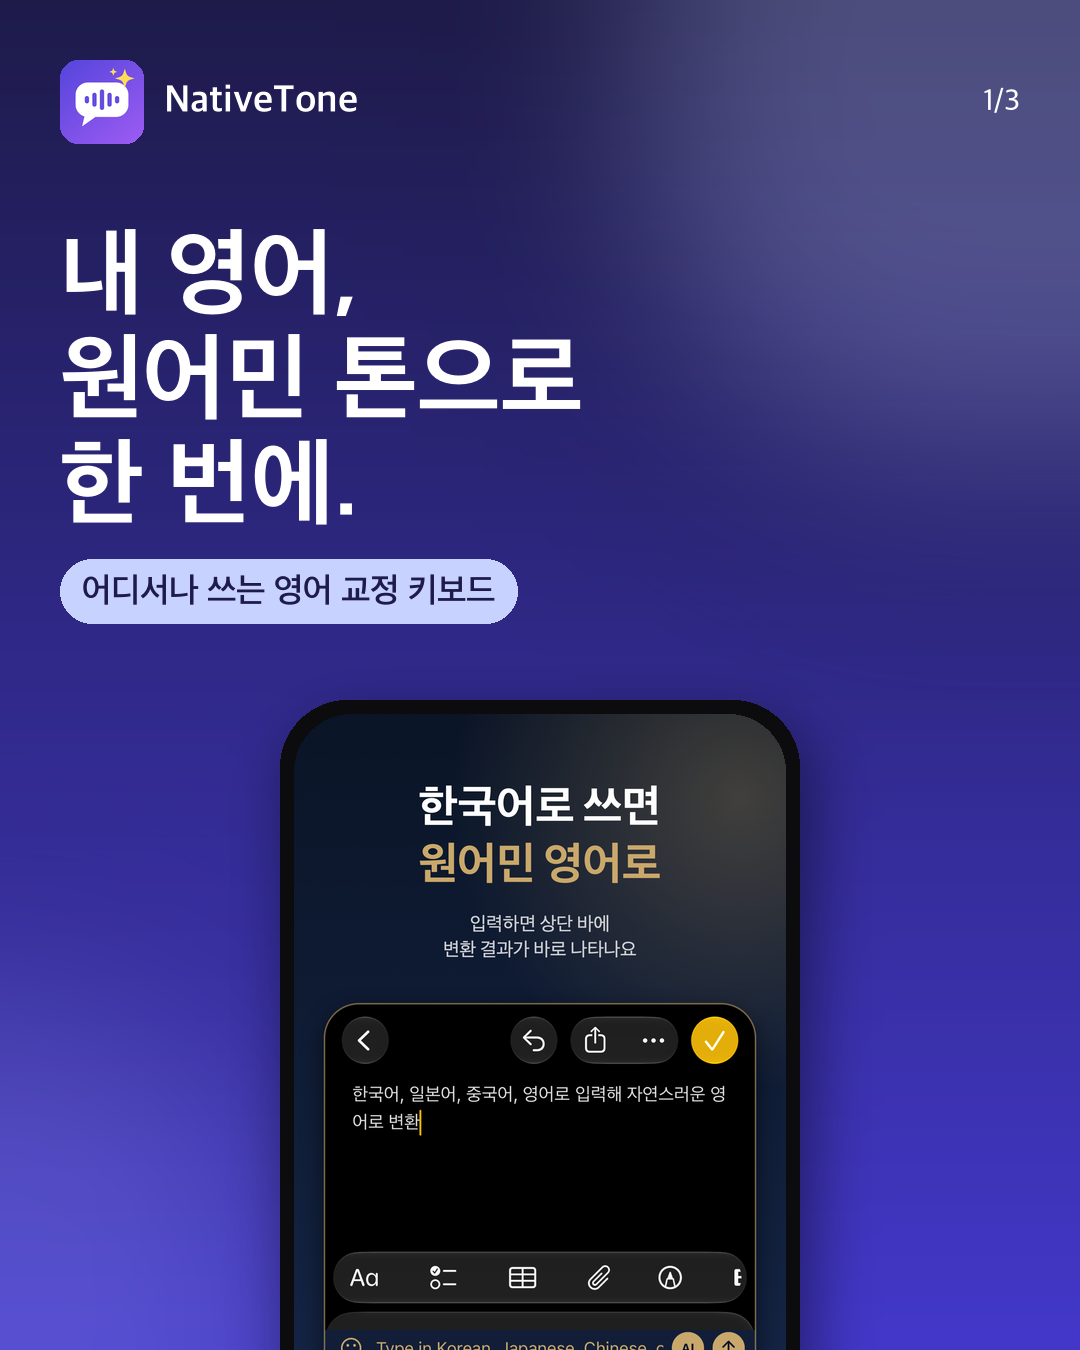 NativeTone
1/3
내 영어,
원어민 톤으로
한 번에.
어디서나 쓰는 영어 교정 키보드
한국어로 쓰면
원어민 영어로
입력하면 상단 바에
변환 결과가 바로 나타나요
한국어, 일본어, 중국어, 영어로 입력해 자연스러운 영
어로 변환
Aa
Type in Korean, Japanese, Chinese, c
AI